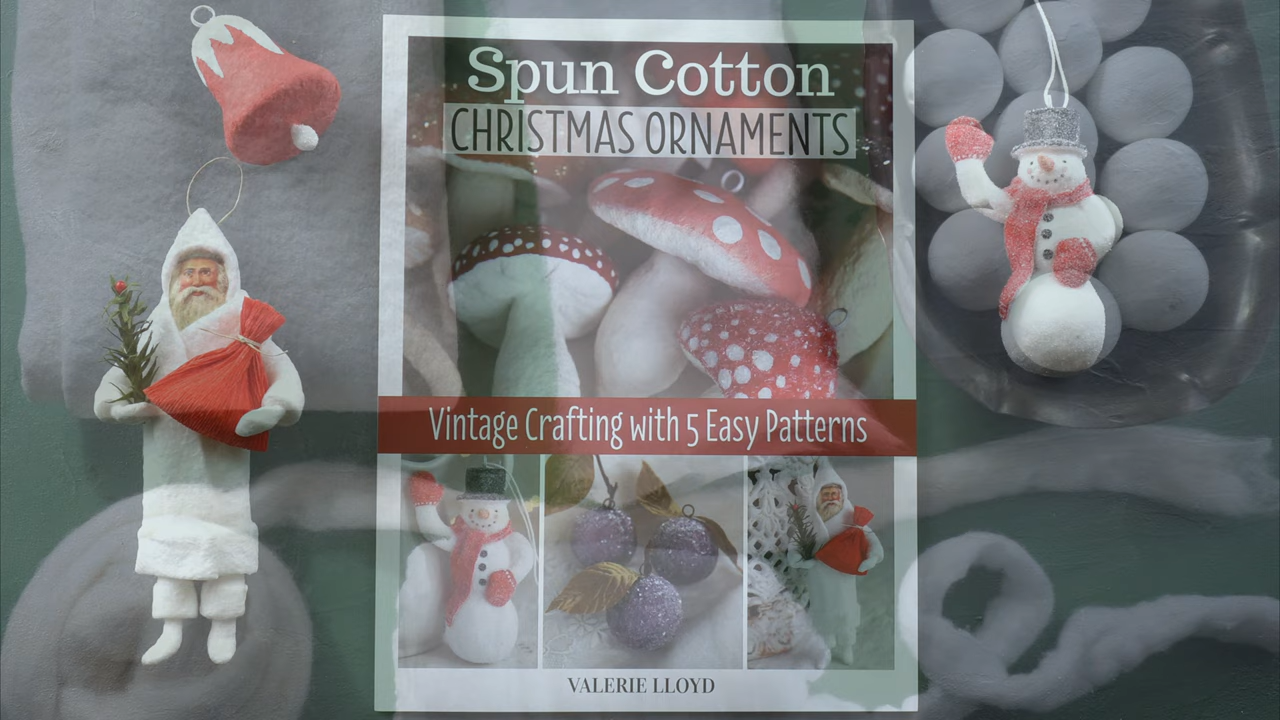 Spun Cotton
CHRISTMAS ORNAMENTS
Vintage Crafting with 5 Easy Patterns
VALERIE LLOYD